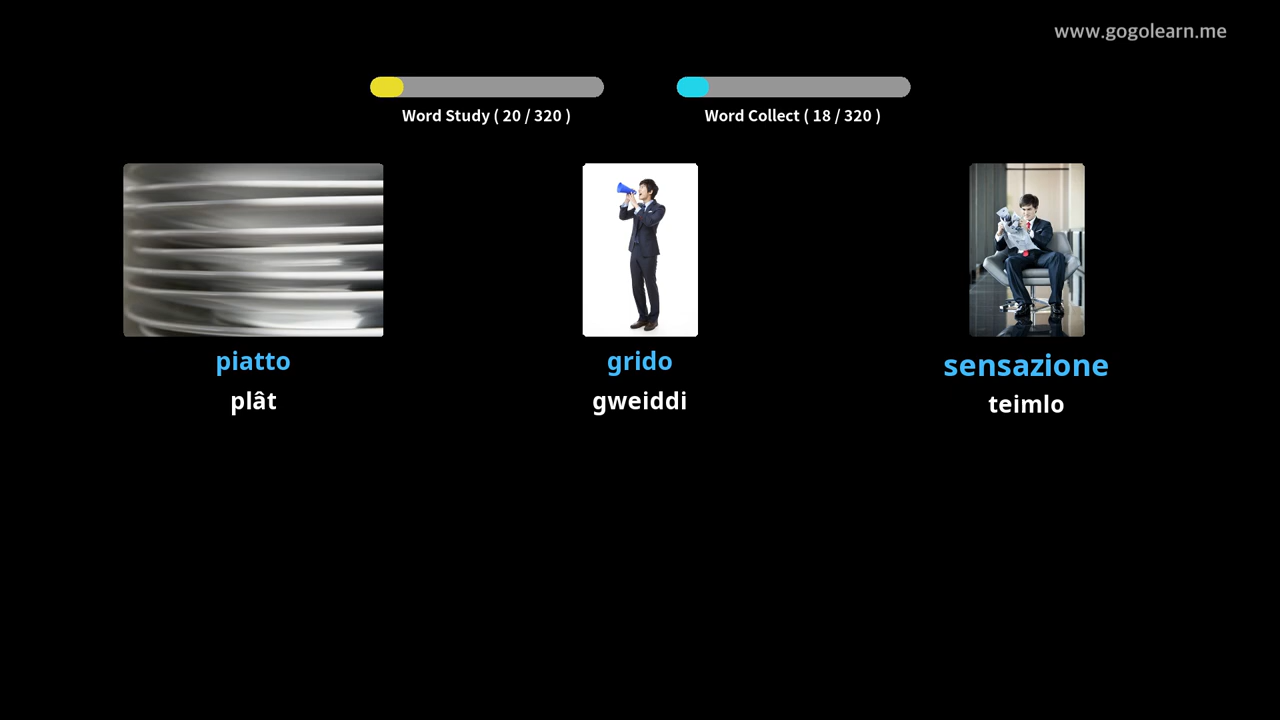 www.gogolearn.me
Word Study ( 20 / 320 )
Word Collect ( 18 / 320 )
piatto
grido
sensazione
plât
gweiddi
teimlo